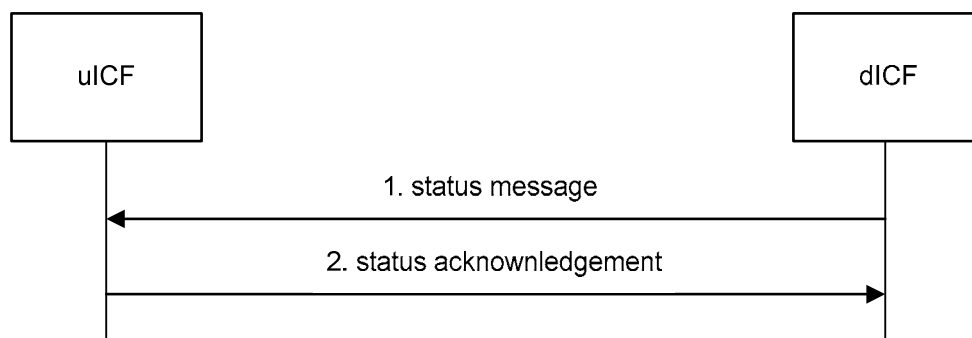 uICF
dICF
1. status message
2. status acknownledgement